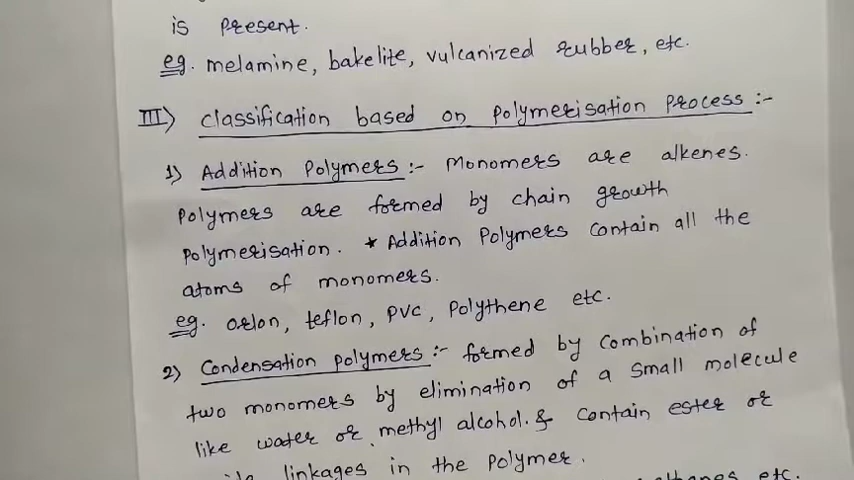 is present.
eg. melamine, bakelite, vulcanized rubber, etc.
III) Classification based on polymerisation process :-
1) Addition Polymers :- Monomers are alkenes.
Polymers are formed by chain growth
Polymerisation. * Addition Polymers contain all the
atoms of monomers.
eg. orlon, teflon, PVC, Polythene etc.
2) Condensation polymers :- formed by combination of
two monomers by elimination of a small molecule
like water or methyl alcohol. & contain ester or
linkages in the polymer.
etc.